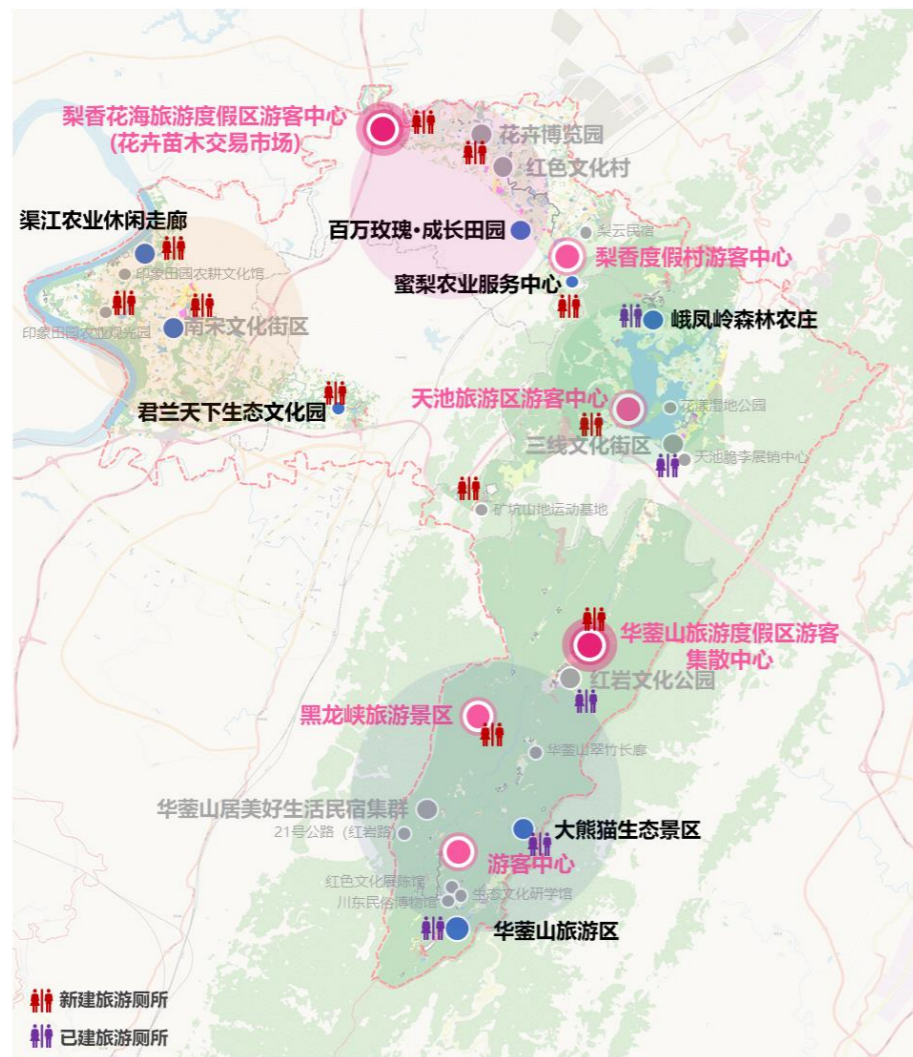 梨香花海旅游度假区游客中心
(花卉苗木交易市场)
花卉博览园
红色文化村
渠江农业休闲走廊
百万玫瑰·成长田园
梨云民宿
梨香度假村游客中心
印象田园农耕文化馆
蜜梨农业服务中心
印象田园农业观光园
南宋文化街区
峨凤岭森林农庄
君兰天下生态文化园
天池旅游区游客中心
花漾湿地公园
三线文化街区
天池脆李展销中心
矿坑山地运动基地
华蓥山旅游度假区游客
集散中心
红岩文化公园
黑龙峡旅游景区
华蓥山翠竹长廊
华蓥山居美好生活民宿集群
21号公路（红岩路）
大熊猫生态景区
游客中心
红色文化展陈馆
生态文化研学馆
川东民俗博物馆
华蓥山旅游区
新建旅游厕所
已建旅游厕所